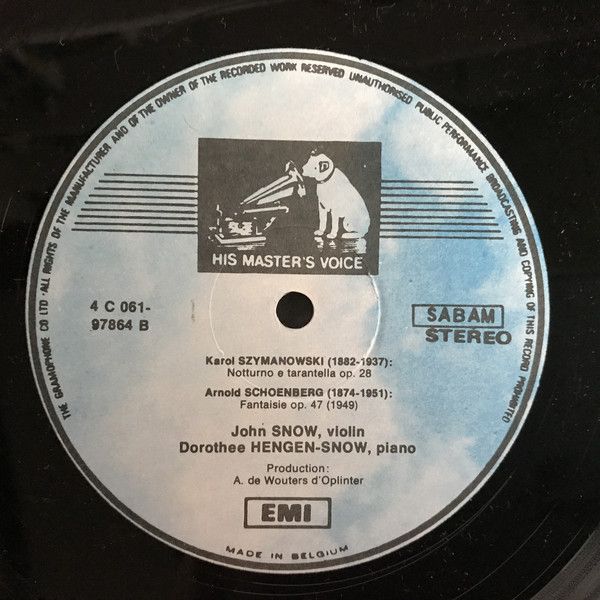 THE GRAMOPHONE CO LTD · ALL RIGHTS OF THE MANUFACTURER AND OF THE OWNER OF THE RECORDED WORK RESERVED UNAUTHORISED PUBLIC PERFORMANCE BROADCASTING AND COPYING OF THIS RECORD PROHIBITED
HIS MASTER'S VOICE
4 C 061-
97864 B
SABAM
STEREO
Karol SZYMANOWSKI (1882-1937):
Notturno e tarantella op. 28
Arnold SCHOENBERG (1874-1951):
Fantaisie op. 47 (1949)
John SNOW, violin
Dorothee HENGEN-SNOW, piano
Production:
A. de Wouters d'Oplinter
EMI
MADE IN BELGIUM